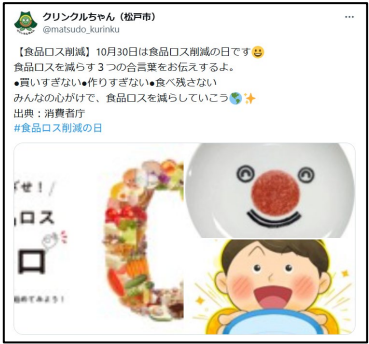 クリンクルちゃん（松戸市）
@matsudo_kurinku
【食品ロス削減】10月30日は食品ロス削減の日です😃
食品ロスを減らす３つの合言葉をお伝えするよ。
●買いすぎない●作りすぎない●食べ残さない
みんなの心がけで、食品ロスを減らしていこう🌎✨
出典：消費者庁
#食品ロス削減の日
ざせ！
ロス
ロ
始めてみよう！